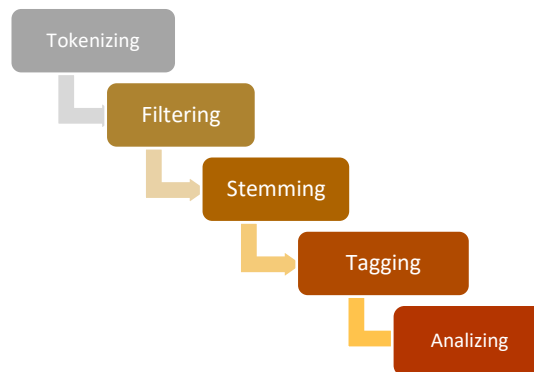 Tokenizing
Filtering
Stemming
Tagging
Analizing